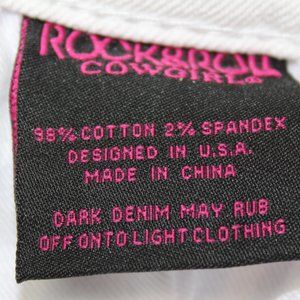 ROCK&ROLL
COWGIRL
98% COTTON 2% SPANDEX
DESIGNED IN U.S.A.
MADE IN CHINA
DARK DENIM MAY RUB
OFF ONTO LIGHT CLOTHING